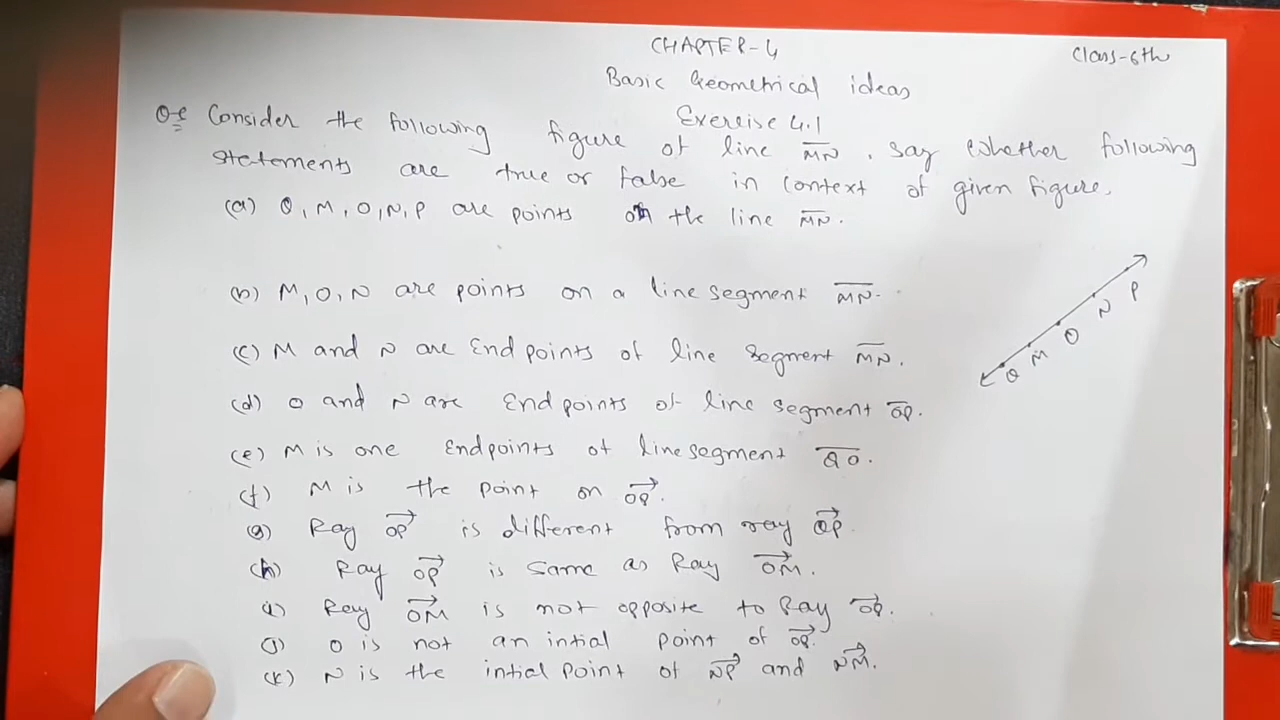 CHAPTER-4
Class-6th
Basic Geometrical ideas
Exercise 4.1
Q6 Consider the following figure of line MN. Say whether following
statements are true or false in context of given figure.
(a) Q, M, O, N, P are points on the line MN.
(b) M, O, N are points on a line segment MN.
(c) M and N are End points of line segment MN.
(d) O and N are End points of line segment OP.
(e) M is one Endpoints of line segment QO.
(f) M is the point on OP.
(g) Ray OP is different from ray QP.
(h) Ray OP is same as Ray OM.
(i) Ray OM is not opposite to Ray OP.
(j) O is not an intial point of OP.
(k) N is the intial point of NP and NM.
Q M O N P